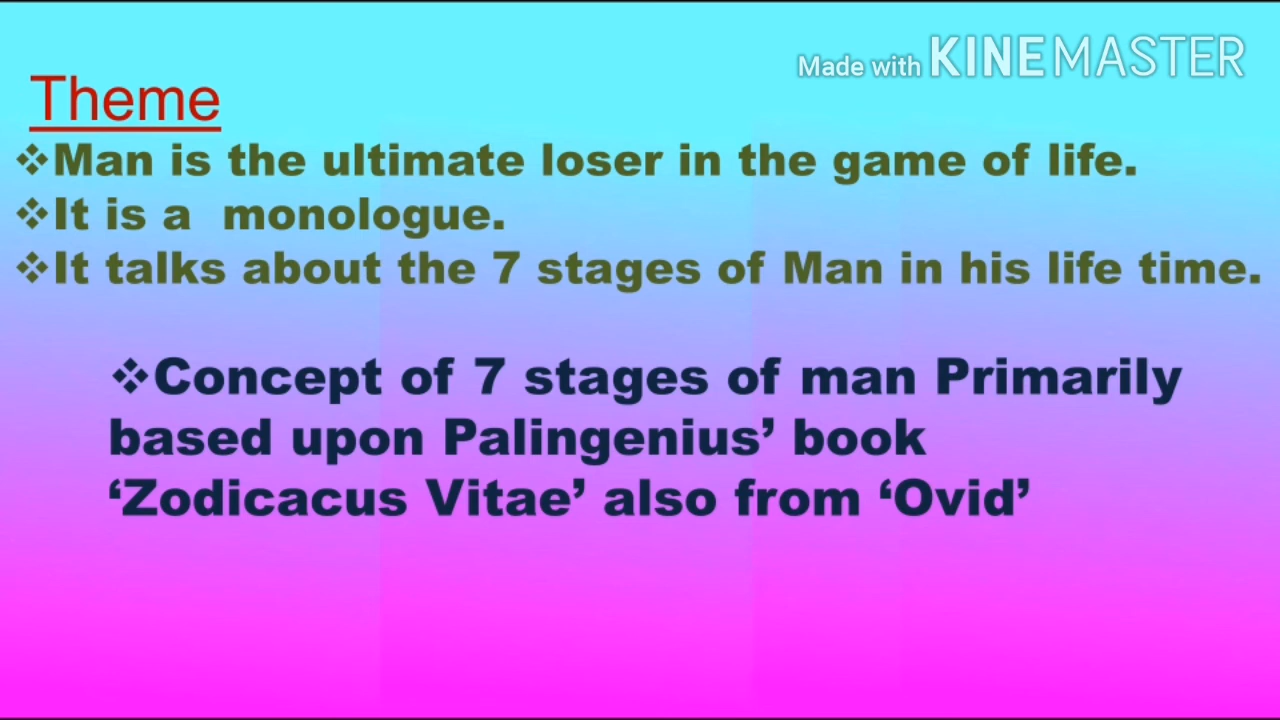 Made with KINEMASTER
Theme
❖Man is the ultimate loser in the game of life.
❖It is a monologue.
❖It talks about the 7 stages of Man in his life time.
❖Concept of 7 stages of man Primarily
based upon Palingenius’ book
‘Zodicacus Vitae’ also from ‘Ovid’